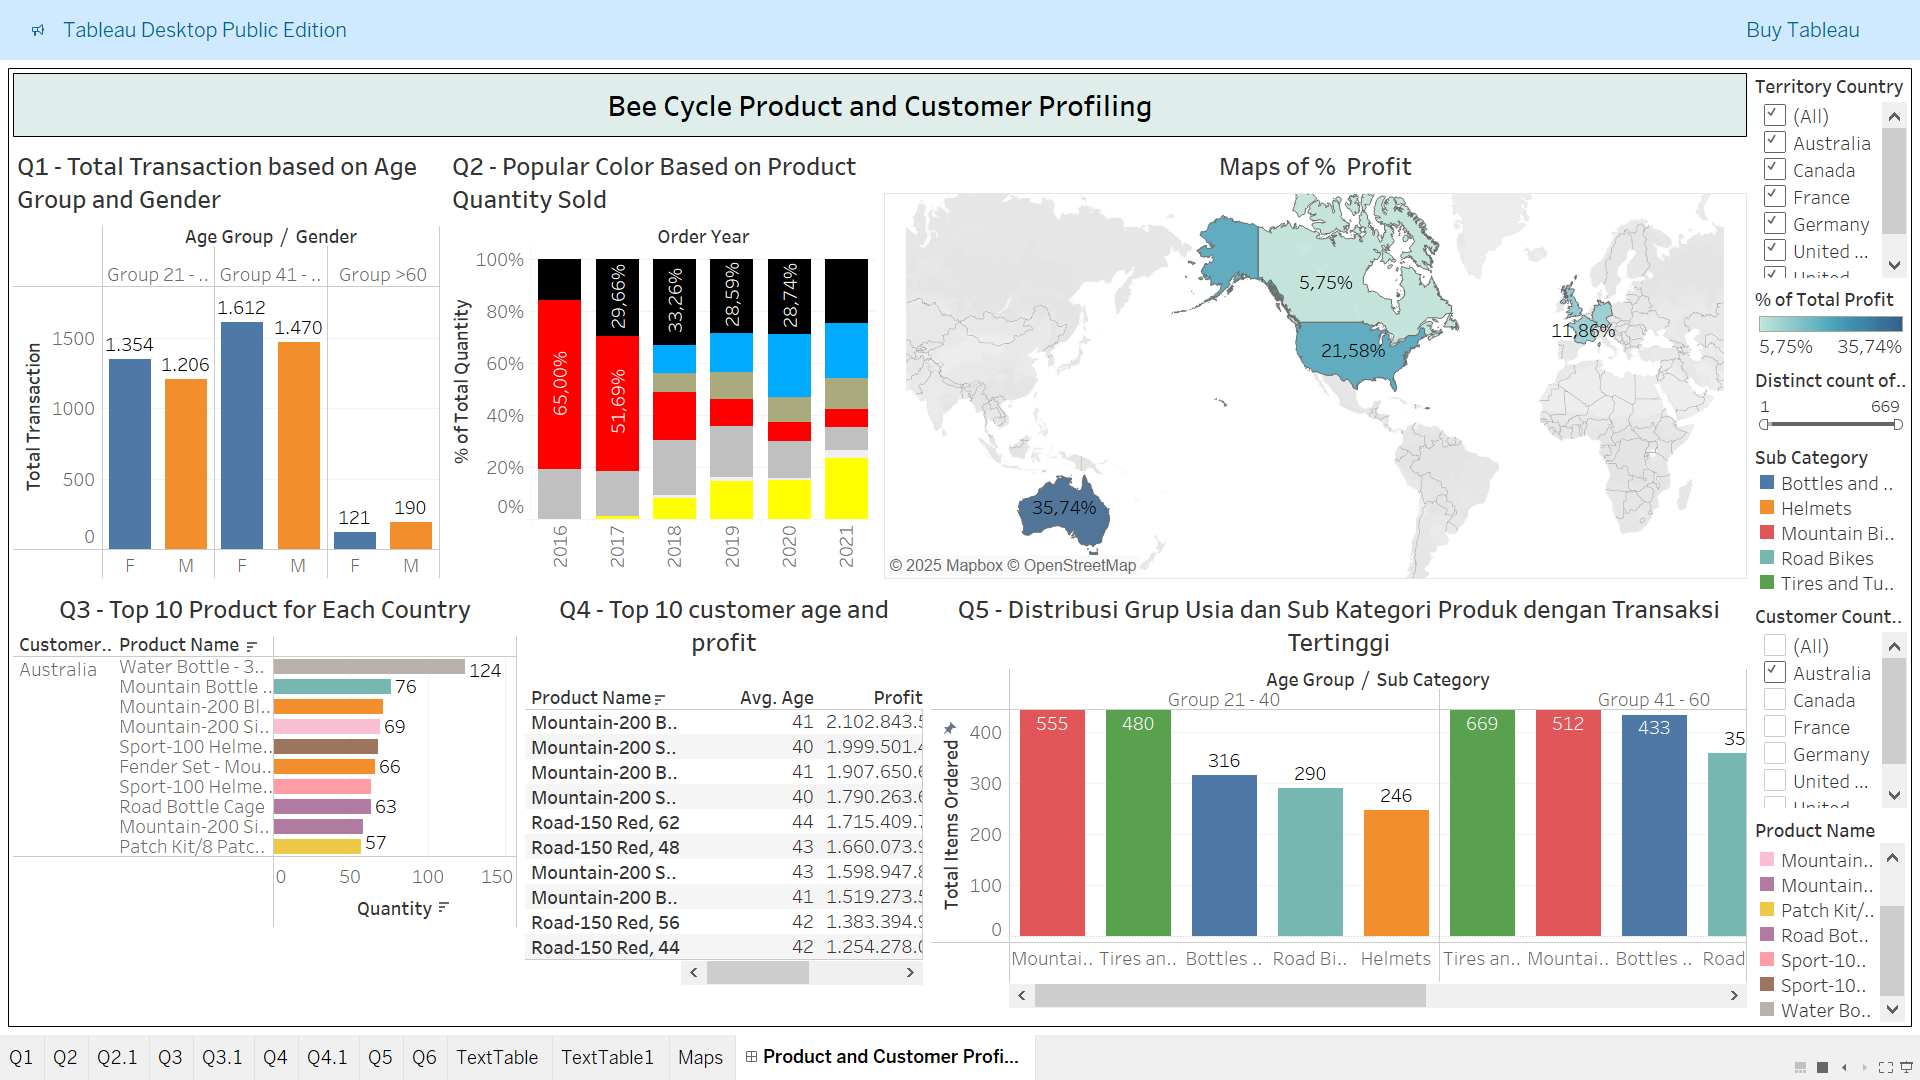 Tableau Desktop Public Edition
Buy Tableau
Bee Cycle Product and Customer Profiling
Q1 - Total Transaction based on Age
Group and Gender
Age Group / Gender
Group 21 - ..
Group 41 - ..
Group >60
Total Transaction
1500
1000
500
0
1.354
1.206
1.612
1.470
121
190
F
M
F
M
F
M
Q2 - Popular Color Based on Product
Quantity Sold
Order Year
% of Total Quantity
100%
80%
60%
40%
20%
0%
65,00%
29,66%
51,69%
33,26%
28,59%
28,74%
2016
2017
2018
2019
2020
2021
Maps of % Profit
5,75%
21,58%
11,86%
35,74%
© 2025 Mapbox © OpenStreetMap
Q3 - Top 10 Product for Each Country
Customer..
Product Name
Australia
Water Bottle - 3..
124
Mountain Bottle ..
76
Mountain-200 Bl..
Mountain-200 Si..
69
Sport-100 Helme..
Fender Set - Mou..
66
Sport-100 Helme..
Road Bottle Cage
63
Mountain-200 Si..
Patch Kit/8 Patc..
57
0
50
100
150
Quantity
Q4 - Top 10 customer age and
profit
Product Name
Avg. Age
Profit
Mountain-200 B..
41
2.102.843.5
Mountain-200 S..
40
1.999.501.4
Mountain-200 B..
41
1.907.650.6
Mountain-200 S..
40
1.790.263.6
Road-150 Red, 62
44
1.715.409.7
Road-150 Red, 48
43
1.660.073.9
Mountain-200 S..
43
1.598.947.8
Mountain-200 B..
41
1.519.273.5
Road-150 Red, 56
42
1.383.394.9
Road-150 Red, 44
42
1.254.278.0
Q5 - Distribusi Grup Usia dan Sub Kategori Produk dengan Transaksi
Tertinggi
Age Group / Sub Category
Group 21 - 40
Group 41 - 60
Total Items Ordered
400
300
200
100
0
555
480
316
290
246
669
512
433
35
Mountai..
Tires an..
Bottles ..
Road Bi..
Helmets
Tires an..
Mountai..
Bottles ..
Road
Territory Country
(All)
Australia
Canada
France
Germany
United ...
% of Total Profit
5,75%
35,74%
Distinct count of..
1
669
Sub Category
Bottles and ..
Helmets
Mountain Bi..
Road Bikes
Tires and Tu..
Customer Count..
(All)
Australia
Canada
France
Germany
United ...
Product Name
Mountain..
Mountain..
Patch Kit/..
Road Bot..
Sport-10..
Sport-10..
Water Bo..
Q1
Q2
Q2.1
Q3
Q3.1
Q4
Q4.1
Q5
Q6
TextTable
TextTable1
Maps
Product and Customer Profi...